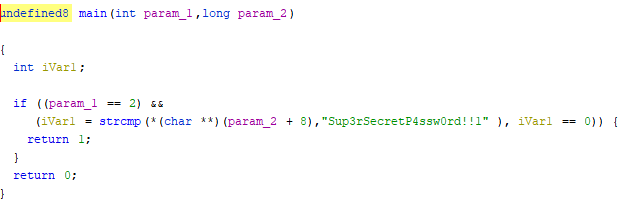 undefined8 main(int param_1,long param_2)
{
int iVar1;
if ((param_1 == 2) &&
(iVar1 = strcmp(*(char **)(param_2 + 8),"Sup3rSecretP4ssw0rd!!1" ), iVar1 == 0)) {
return 1;
}
return 0;
}